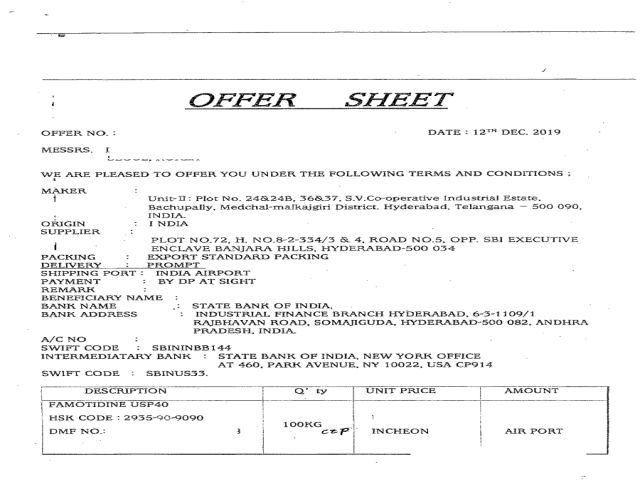 OFFER SHEET
OFFER NO. :
DATE : 12TH DEC. 2019
MESSRS. I
WE ARE PLEASED TO OFFER YOU UNDER THE FOLLOWING TERMS AND CONDITIONS ;
MAKER :
Unit-II : Plot No. 24&24B, 36&37, S.V.Co-operative Industrial Estate,
Bachupally, Medchal-malkajgiri District. Hyderabad, Telangana – 500 090,
INDIA.
ORIGIN : I NDIA
SUPPLIER :
PLOT NO.72, H. NO.8-2-334/3 & 4, ROAD NO.5, OPP. SBI EXECUTIVE
ENCLAVE BANJARA HILLS, HYDERABAD-500 034
PACKING : EXPORT STANDARD PACKING
DELIVERY : PROMPT
SHIPPING PORT : INDIA AIRPORT
PAYMENT : BY DP AT SIGHT
REMARK :
BENEFICIARY NAME :
BANK NAME : STATE BANK OF INDIA,
BANK ADDRESS : INDUSTRIAL FINANCE BRANCH HYDERABAD, 6-3-1109/1
RAJBHAVAN ROAD, SOMAJIGUDA, HYDERABAD-500 082, ANDHRA
PRADESH, INDIA.
A/C NO :
SWIFT CODE : SBININBB144
INTERMEDIATARY BANK : STATE BANK OF INDIA, NEW YORK OFFICE
AT 460, PARK AVENUE, NY 10022, USA CP914
SWIFT CODE : SBINUS33.
DESCRIPTION Q' ty UNIT PRICE AMOUNT
FAMOTIDINE USP40
HSK CODE : 2935-90-9090
DMF NO.: 100KG INCHEON AIR PORT